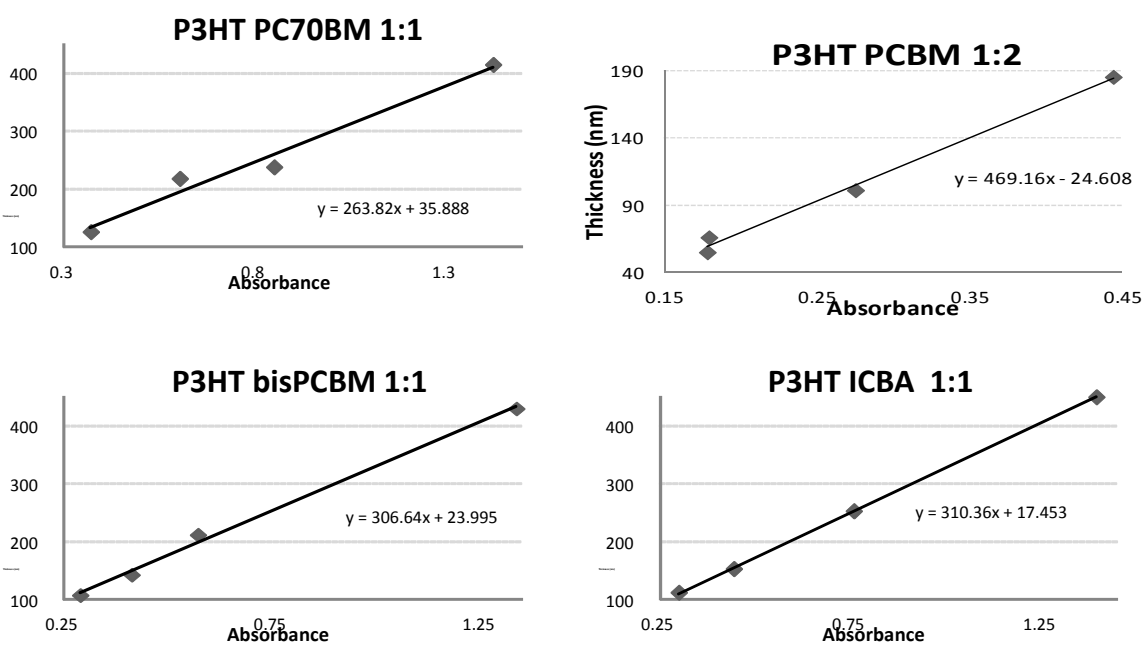 P3HT PC70BM 1:1
400
300
200
100
y = 263.82x + 35.888
0.3
0.8
1.3
Absorbance
P3HT PCBM 1:2
Thickness (nm)
190
140
90
40
y = 469.16x - 24.608
0.15
0.25
0.35
0.45
Absorbance
P3HT bisPCBM 1:1
400
300
200
100
y = 306.64x + 23.995
0.25
0.75
1.25
Absorbance
P3HT ICBA 1:1
400
300
200
100
y = 310.36x + 17.453
0.25
0.75
1.25
Absorbance